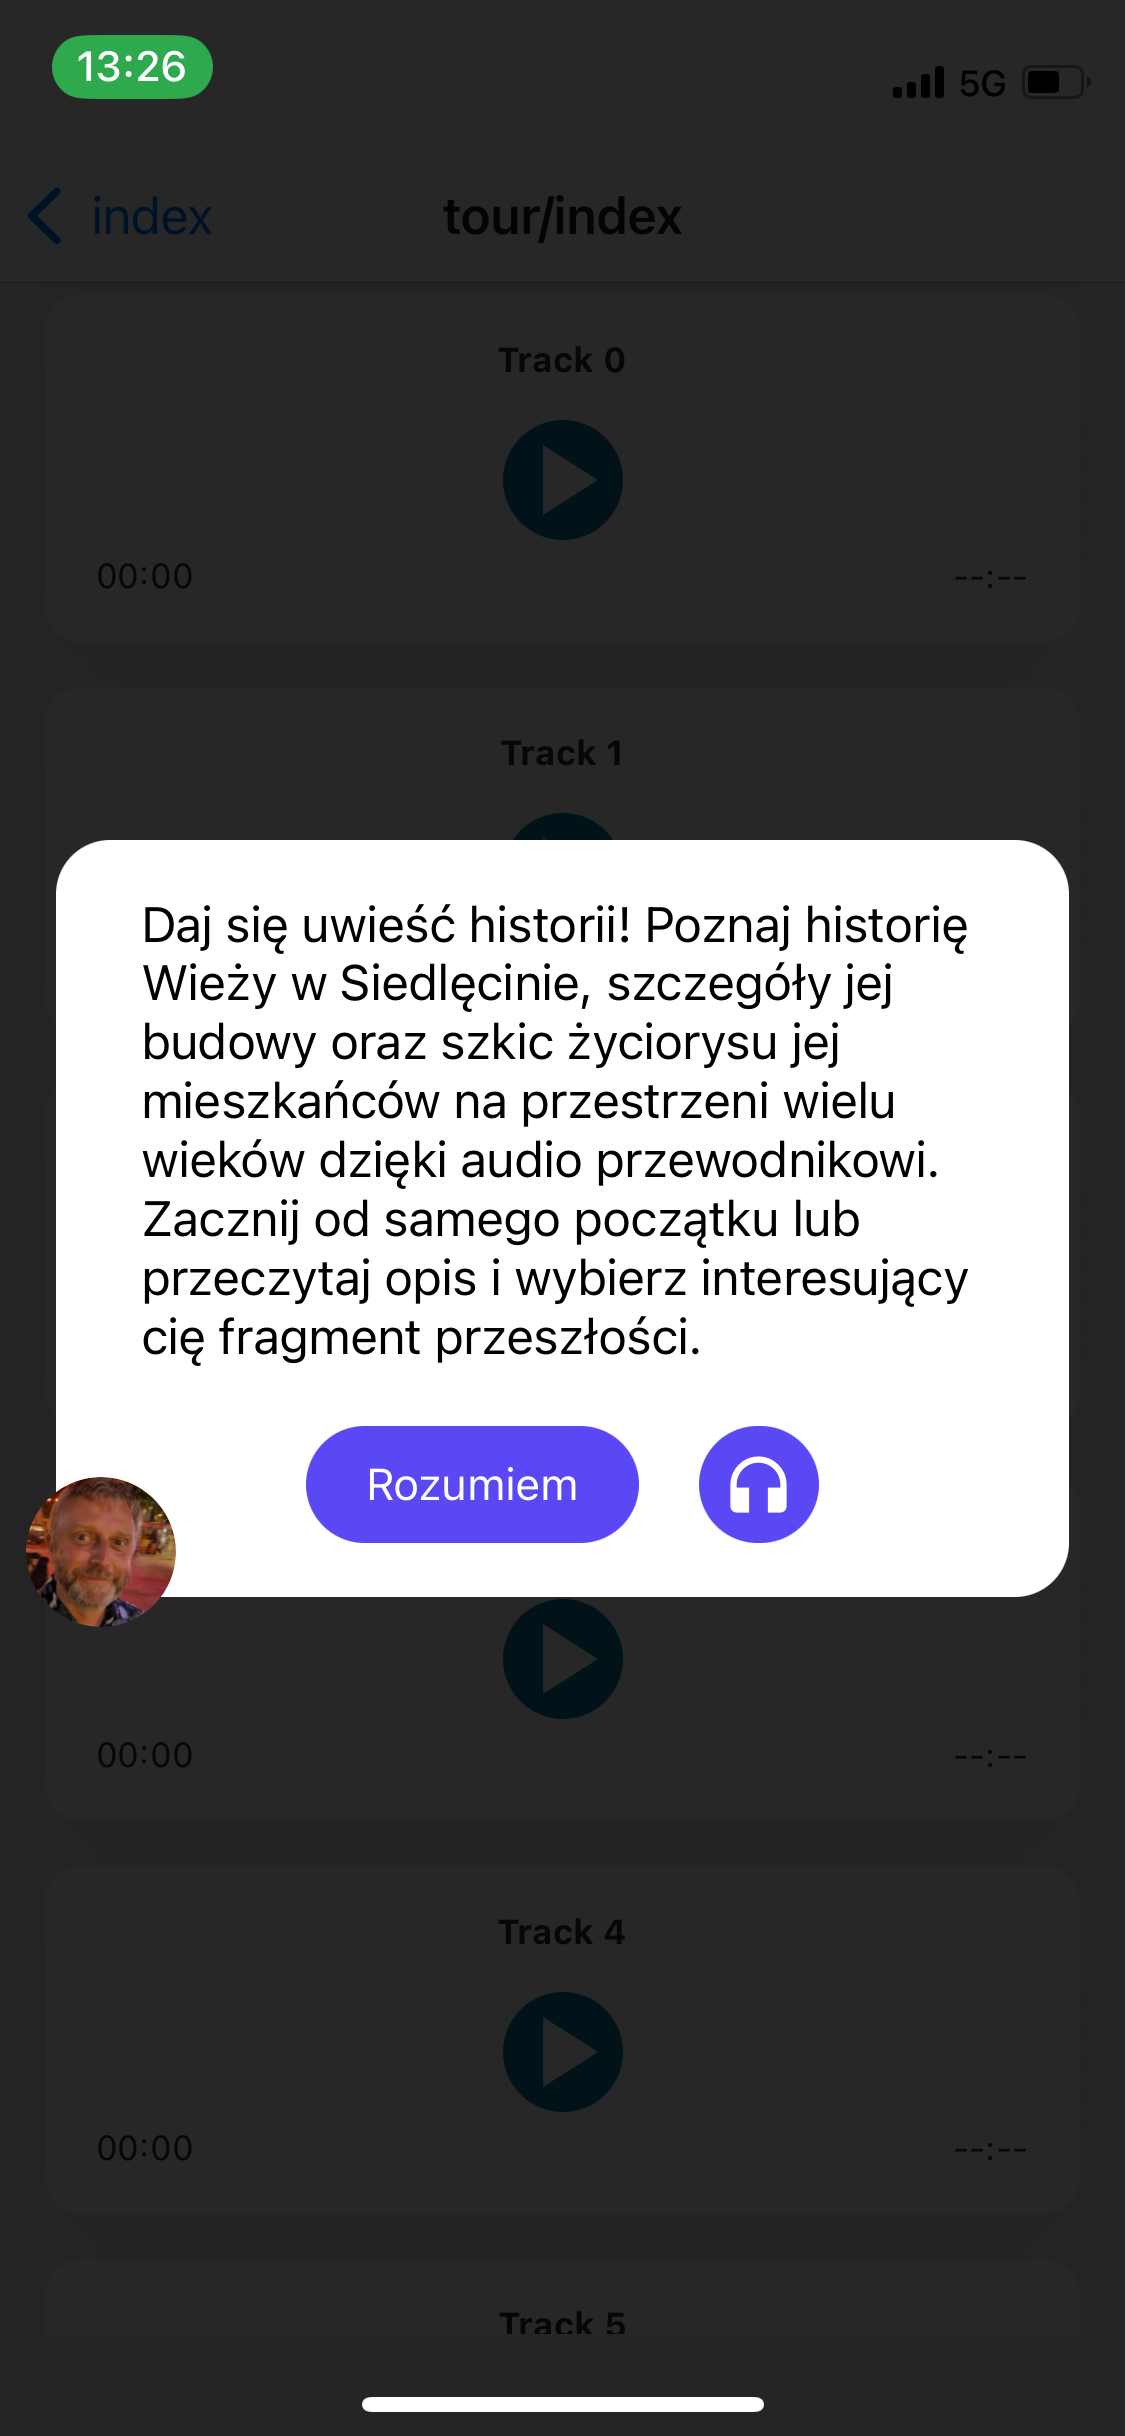 13:26
5G
index
tour/index
Track 0
00:00
--:--
Track 1
Daj się uwieść historii! Poznaj historię
Wieży w Siedlęcinie, szczegóły jej
budowy oraz szkic życiorysu jej
mieszkańców na przestrzeni wielu
wieków dzięki audio przewodnikowi.
Zacznij od samego początku lub
przeczytaj opis i wybierz interesujący
cię fragment przeszłości.
Rozumiem
00:00
--:--
Track 4
00:00
--:--
Track 5